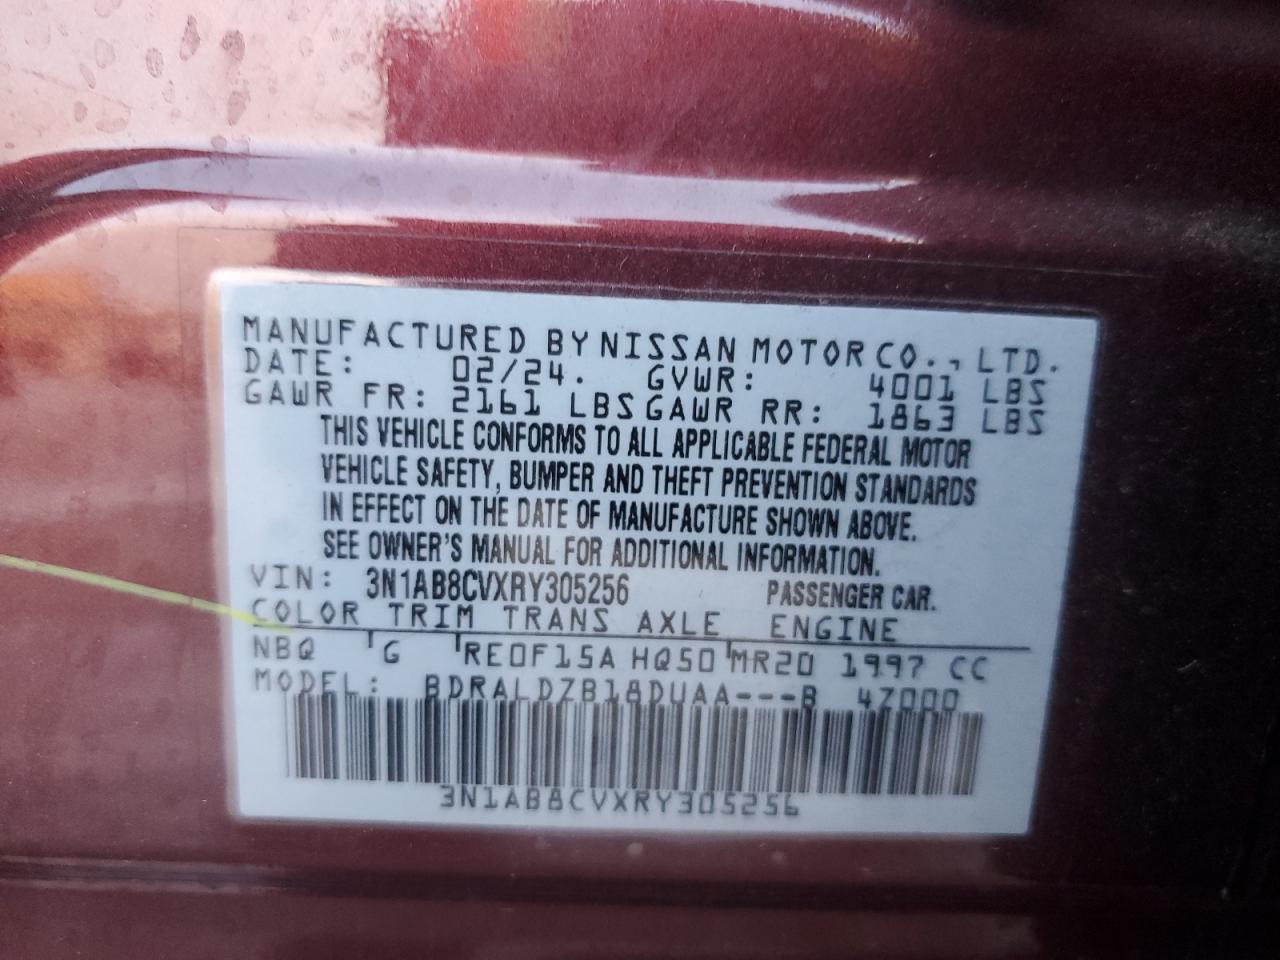 MANUFACTURED BY NISSAN MOTOR CO., LTD.
DATE: 02/24. GVWR: 4001 LBS
GAWR FR: 2161 LBS GAWR RR: 1863 LBS
THIS VEHICLE CONFORMS TO ALL APPLICABLE FEDERAL MOTOR
VEHICLE SAFETY, BUMPER AND THEFT PREVENTION STANDARDS
IN EFFECT ON THE DATE OF MANUFACTURE SHOWN ABOVE.
SEE OWNER'S MANUAL FOR ADDITIONAL INFORMATION.
VIN: 3N1AB8CVXRY305256 PASSENGER CAR.
COLOR TRIM TRANS AXLE ENGINE
NBQ G RE0F15A HQ50 MR20 1997 CC
MODEL: BDRALDZB18DUAA---B 4Z000
3N1AB8CVXRY305256